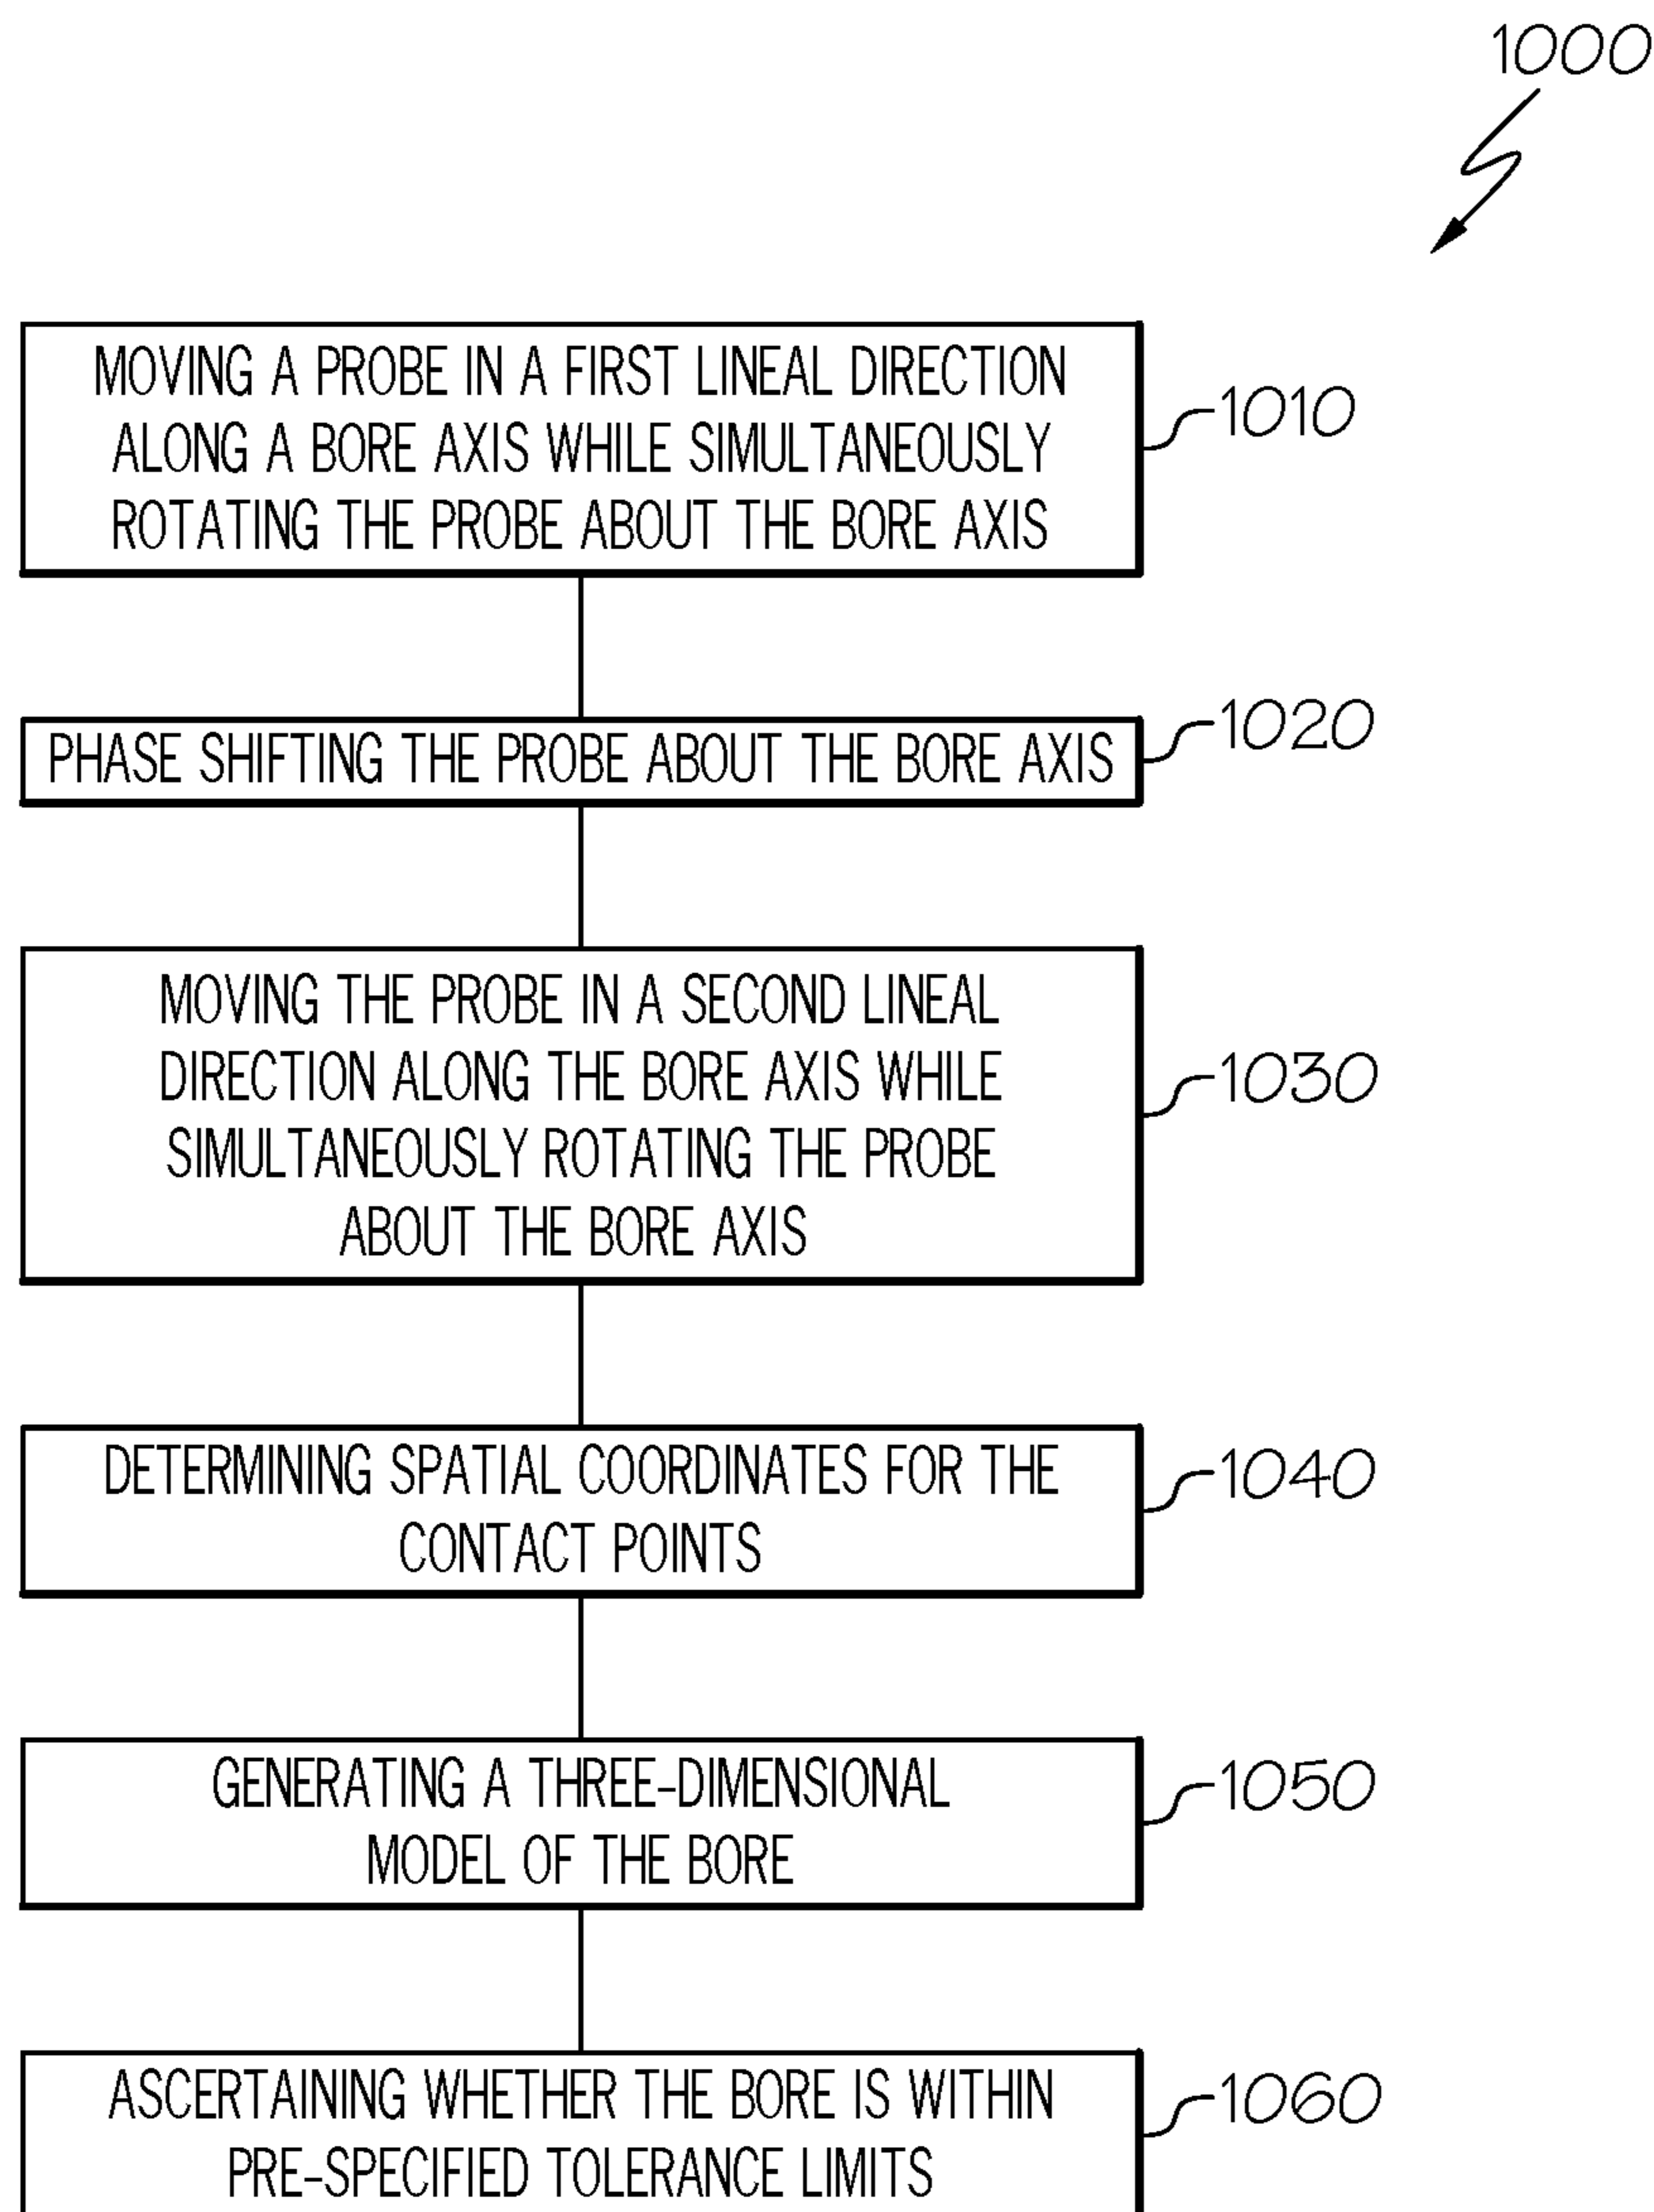 1000
MOVING A PROBE IN A FIRST LINEAL DIRECTION
ALONG A BORE AXIS WHILE SIMULTANEOUSLY
ROTATING THE PROBE ABOUT THE BORE AXIS
1010
PHASE SHIFTING THE PROBE ABOUT THE BORE AXIS
1020
MOVING THE PROBE IN A SECOND LINEAL
DIRECTION ALONG THE BORE AXIS WHILE
SIMULTANEOUSLY ROTATING THE PROBE
ABOUT THE BORE AXIS
1030
DETERMINING SPATIAL COORDINATES FOR THE
CONTACT POINTS
1040
GENERATING A THREE-DIMENSIONAL
MODEL OF THE BORE
1050
ASCERTAINING WHETHER THE BORE IS WITHIN
PRE-SPECIFIED TOLERANCE LIMITS
1060